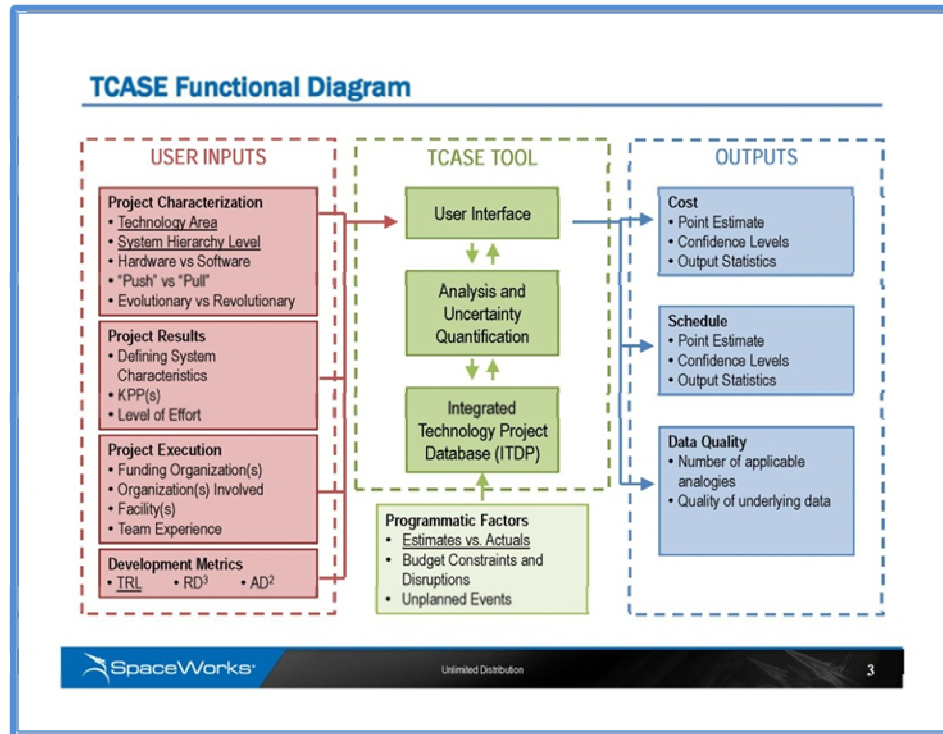 TCASE Functional Diagram
USER INPUTS
Project Characterization
• Technology Area
• System Hierarchy Level
• Hardware vs Software
• “Push” vs “Pull”
• Evolutionary vs Revolutionary
Project Results
• Defining System
Characteristics
• KPP(s)
• Level of Effort
Project Execution
• Funding Organization(s)
• Organization(s) Involved
• Facility(s)
• Team Experience
Development Metrics
• TRL • RD³ • AD²
TCASE TOOL
User Interface
Analysis and
Uncertainty
Quantification
Integrated
Technology Project
Database (ITDP)
Programmatic Factors
• Estimates vs. Actuals
• Budget Constraints and
Disruptions
• Unplanned Events
OUTPUTS
Cost
• Point Estimate
• Confidence Levels
• Output Statistics
Schedule
• Point Estimate
• Confidence Levels
• Output Statistics
Data Quality
• Number of applicable
analogies
• Quality of underlying data
SpaceWorks
Unlimited Distribution
3